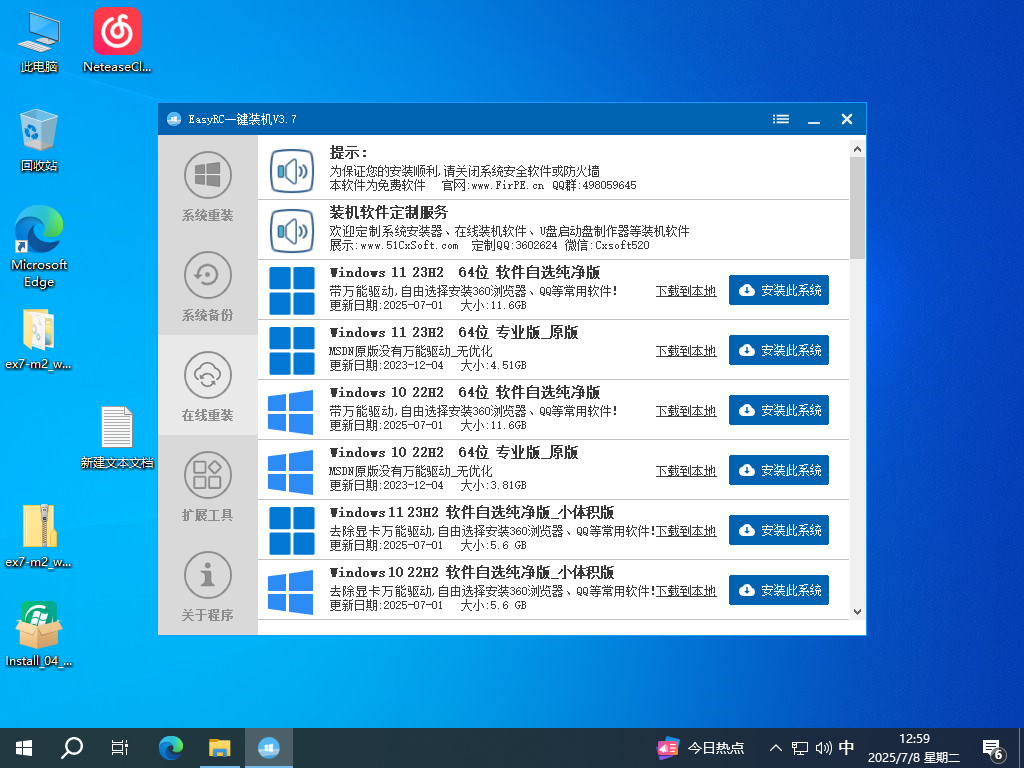 此电脑
NeteaseCl...
回收站
Microsoft
Edge
ex7-m2_w...
新建文本文档
ex7-m2_w...
Install_04_...
EasyRC一键装机V3.7
系统重装
系统备份
在线重装
扩展工具
关于程序
提示:
为保证您的安装顺利,请关闭系统安全软件或防火墙
本软件为免费软件 官网:www.FirPE.cn QQ群:498059645
装机软件定制服务
欢迎定制系统安装器、在线装机软件、U盘启动盘制作器等装机软件
展示:www.51CxSoft.com 定制QQ:3602624 微信:Cxsoft520
Windows 11 23H2 64位 软件自选纯净版
带万能驱动,自由选择安装360浏览器、QQ等常用软件!
更新日期:2025-07-01 大小:11.6GB
下载到本地
安装此系统
Windows 11 23H2 64位 专业版_原版
MSDN原版没有万能驱动_无优化
更新日期:2023-12-04 大小:4.51GB
下载到本地
安装此系统
Windows 10 22H2 64位 软件自选纯净版
带万能驱动,自由选择安装360浏览器、QQ等常用软件!
更新日期:2025-07-01 大小:11.6GB
下载到本地
安装此系统
Windows 10 22H2 64位 专业版_原版
MSDN原版没有万能驱动_无优化
更新日期:2023-12-04 大小:3.81GB
下载到本地
安装此系统
Windows11 23H2 软件自选纯净版_小体积版
去除显卡万能驱动,自由选择安装360浏览器、QQ等常用软件!
更新日期:2025-07-01 大小:5.6 GB
下载到本地
安装此系统
Windows10 22H2 软件自选纯净版_小体积版
去除显卡万能驱动,自由选择安装360浏览器、QQ等常用软件!
更新日期:2025-07-01 大小:5.6 GB
下载到本地
安装此系统
今日热点
中
12:59
2025/7/8 星期二
6